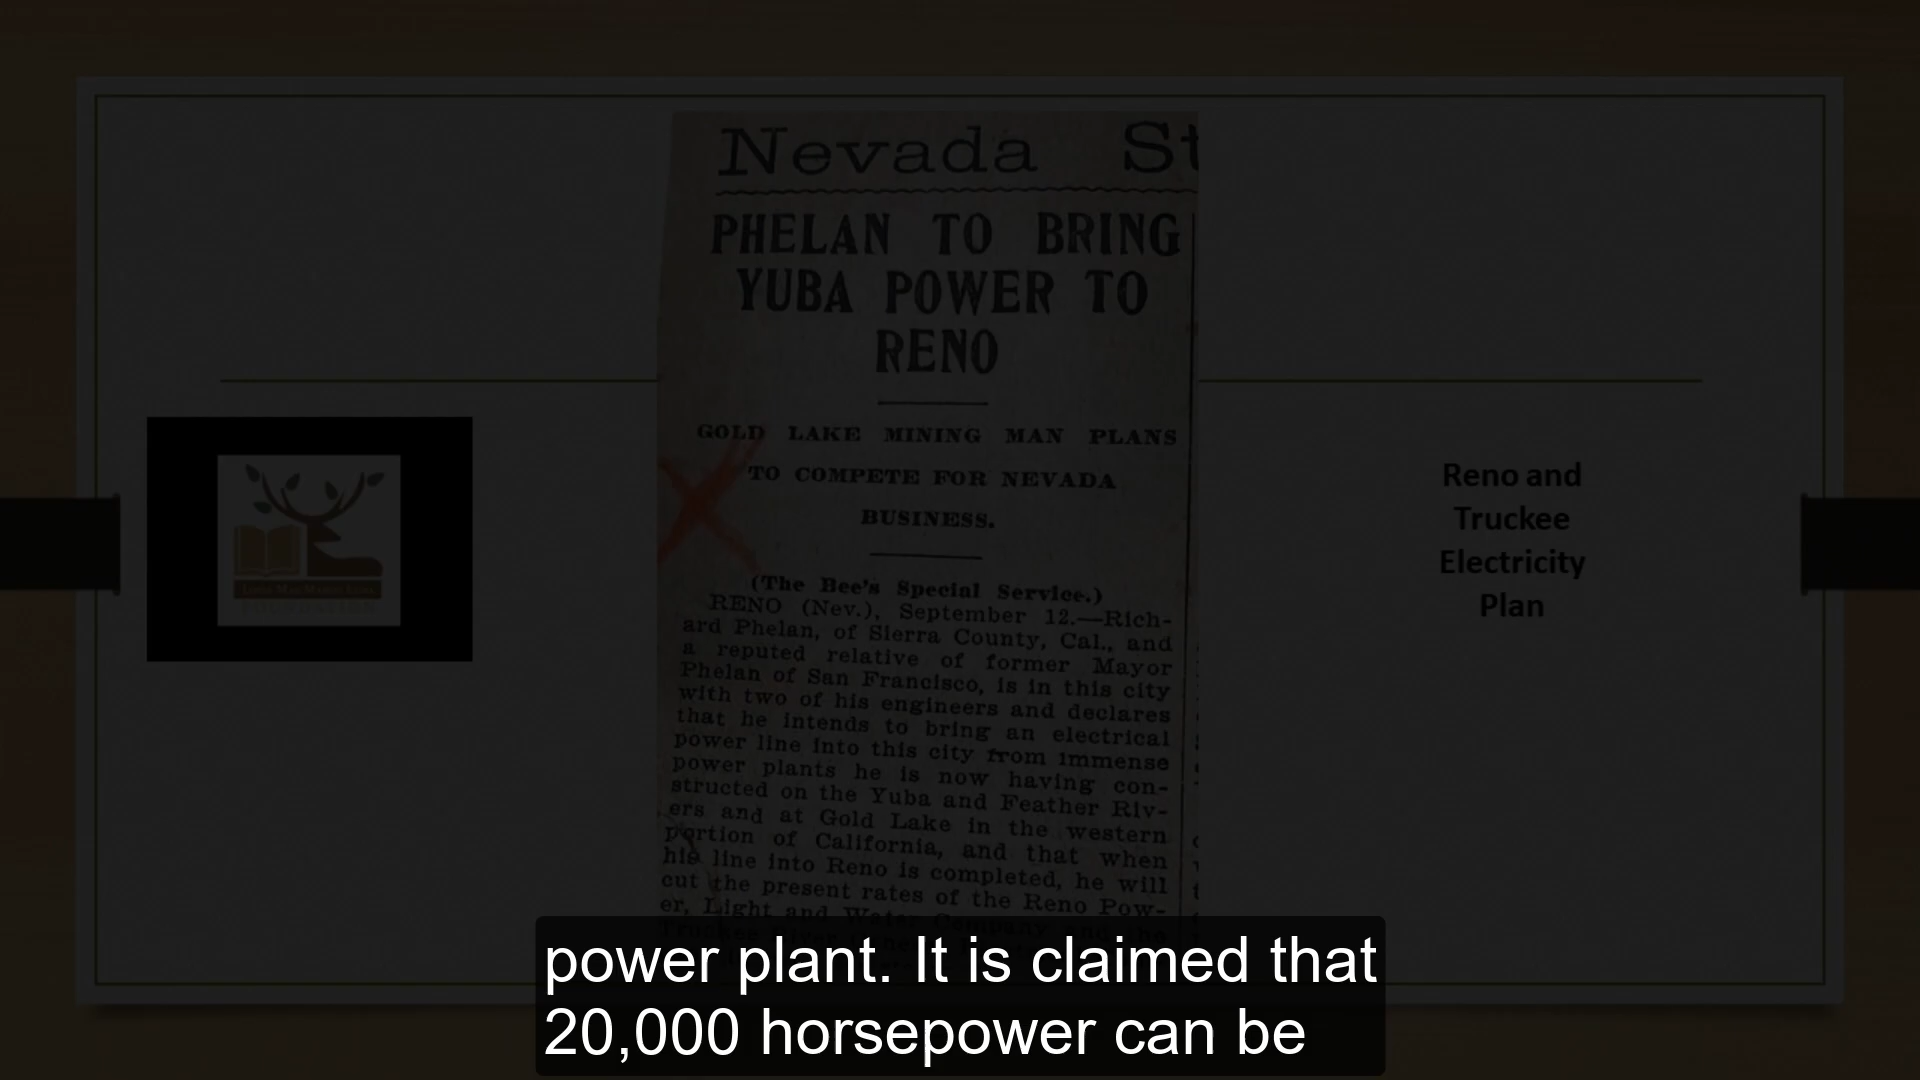 Nevada St
PHELAN TO BRING
YUBA POWER TO
RENO
GOLD LAKE MINING MAN PLANS
TO COMPETE FOR NEVADA
BUSINESS.
(The Bee's Special Service.)
RENO (Nev.), September 12.—Rich-
ard Phelan, of Sierra County, Cal., and
a reputed relative of former Mayor
Phelan of San Francisco, is in this city
with two of his engineers and declares
that he intends to bring an electrical
power line into this city from immense
power plants he is now having con-
structed on the Yuba and Feather Riv-
ers and at Gold Lake in the western
portion of California, and that when
his line into Reno is completed, he will
cut the present rates of the Reno Pow-
er, Light and Water Company and the
Reno and
Truckee
Electricity
Plan
power plant. It is claimed that
20,000 horsepower can be